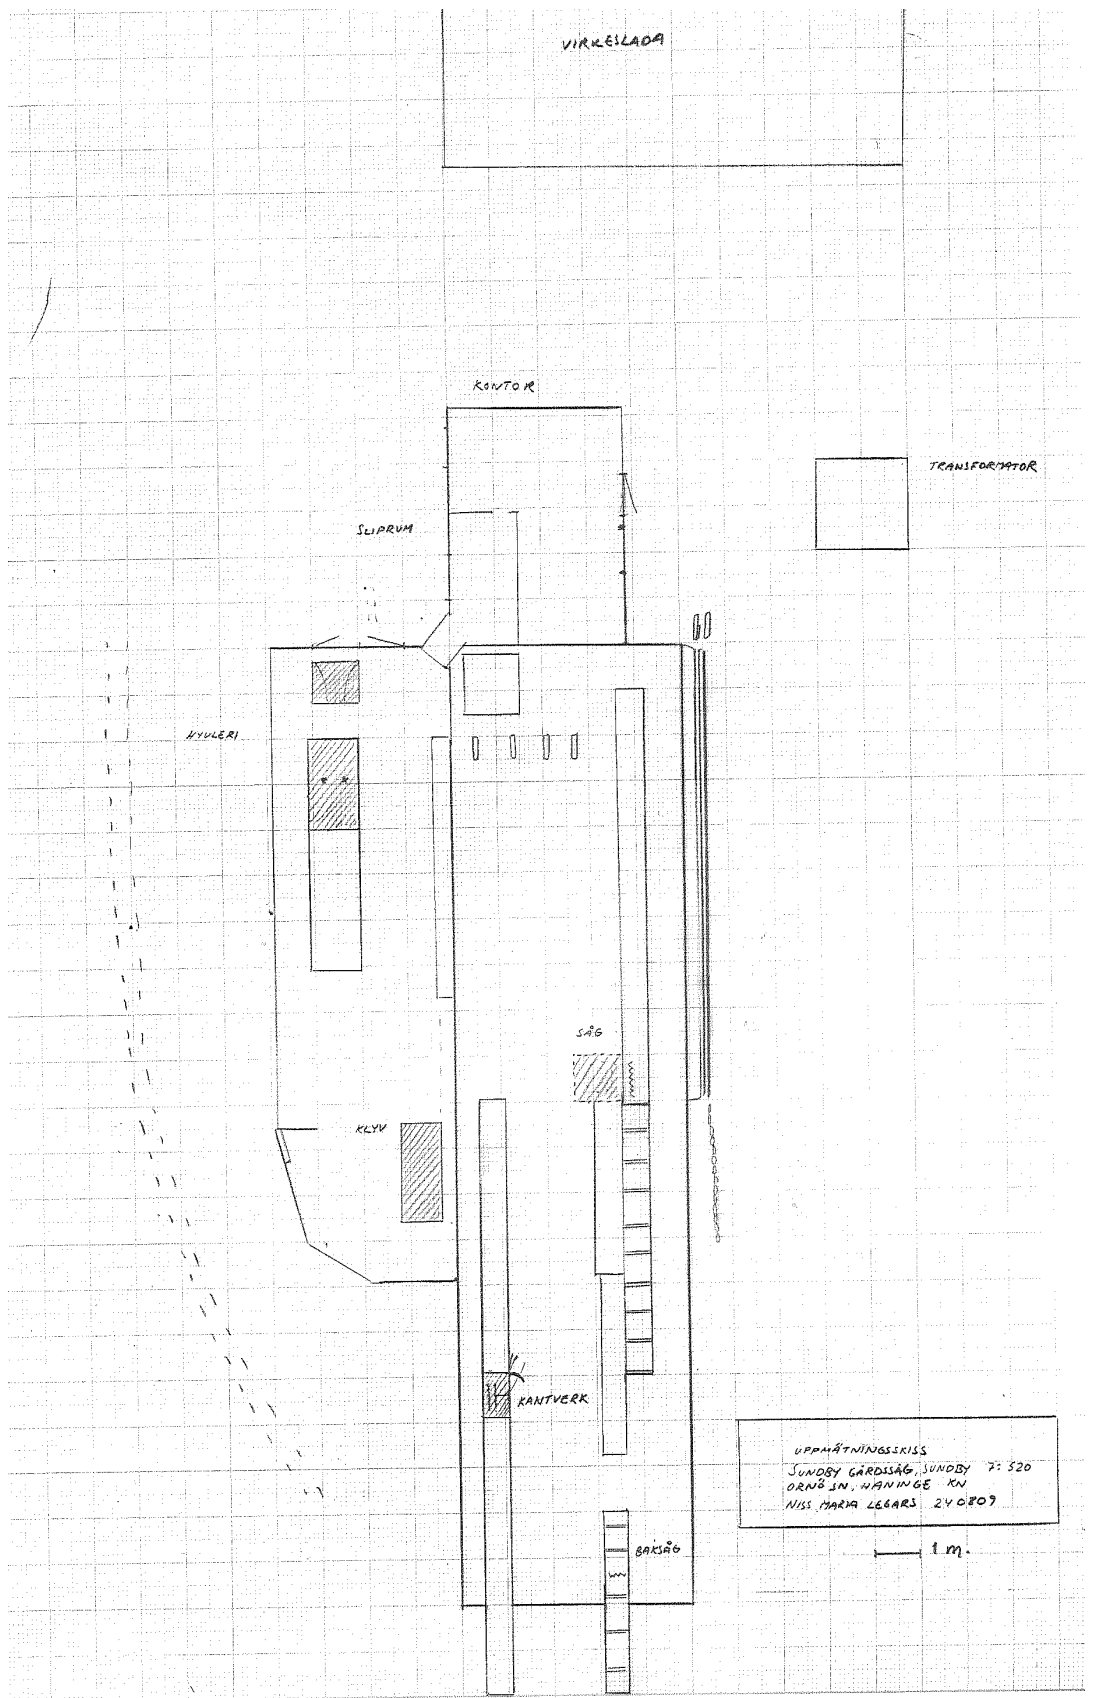 VIRKESLADA
KONTOR
TRANSFORMATOR
SLIPRUM
HYVLERI
SÅG
KLYV
KANTVERK
UPPMÄTNINGSSKISS
SUNDBY GÅRDSSÅG, SUNDBY 7:520
ORNÖ SN, HANINGE KN
NISS MARIA LEGARS 240809
1 m.
BAKSÅG